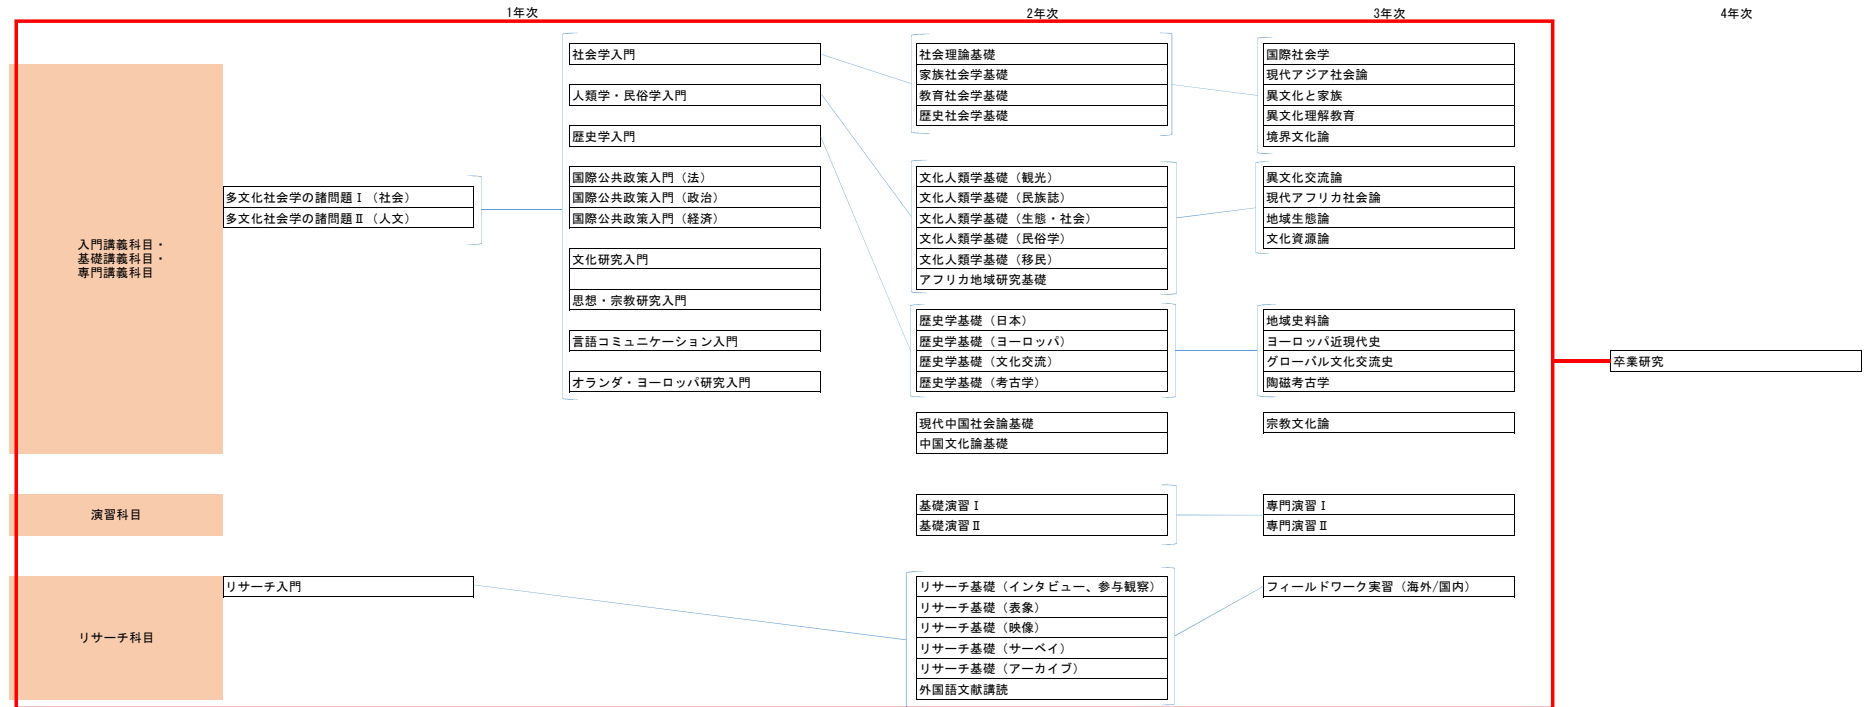 1年次
2年次
3年次
4年次
入門講義科目・
基礎講義科目・
専門講義科目
多文化社会学の諸問題Ⅰ（社会）
多文化社会学の諸問題Ⅱ（人文）
社会学入門
人類学・民俗学入門
歴史学入門
国際公共政策入門（法）
国際公共政策入門（政治）
国際公共政策入門（経済）
文化研究入門
思想・宗教研究入門
言語コミュニケーション入門
オランダ・ヨーロッパ研究入門
社会理論基礎
家族社会学基礎
教育社会学基礎
歴史社会学基礎
文化人類学基礎（観光）
文化人類学基礎（民族誌）
文化人類学基礎（生態・社会）
文化人類学基礎（民俗学）
文化人類学基礎（移民）
アフリカ地域研究基礎
歴史学基礎（日本）
歴史学基礎（ヨーロッパ）
歴史学基礎（文化交流）
歴史学基礎（考古学）
現代中国社会論基礎
中国文化論基礎
国際社会学
現代アジア社会論
異文化と家族
異文化理解教育
境界文化論
異文化交流論
現代アフリカ社会論
地域生態論
文化資源論
地域史料論
ヨーロッパ近現代史
グローバル文化交流史
陶磁考古学
宗教文化論
卒業研究
演習科目
基礎演習Ⅰ
基礎演習Ⅱ
専門演習Ⅰ
専門演習Ⅱ
リサーチ科目
リサーチ入門
リサーチ基礎（インタビュー、参与観察）
リサーチ基礎（表象）
リサーチ基礎（映像）
リサーチ基礎（サーベイ）
リサーチ基礎（アーカイブ）
外国語文献講読
フィールドワーク実習（海外/国内）